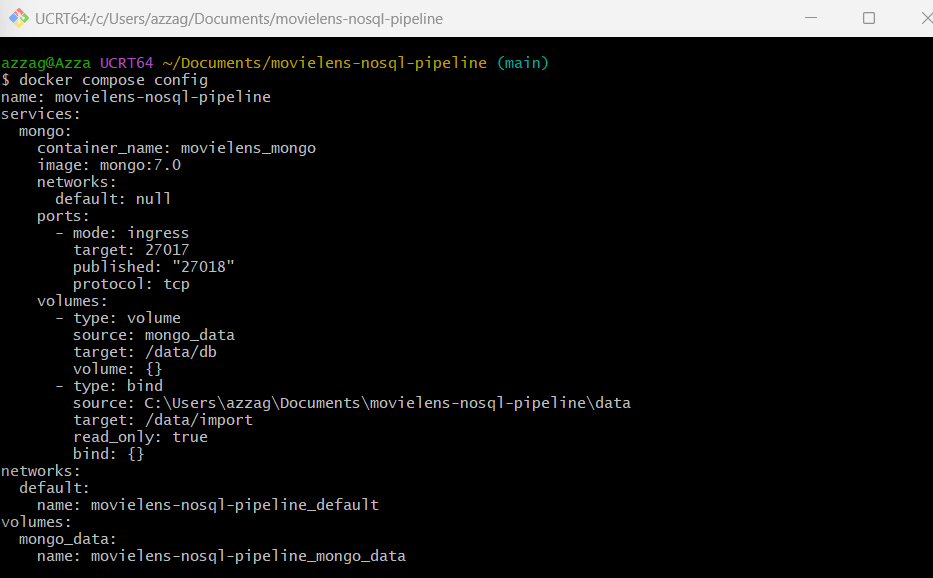 UCRT64:/c/Users/azzag/Documents/movielens-nosql-pipeline
azzag@Azza UCRT64 ~/Documents/movielens-nosql-pipeline (main)
$ docker compose config
name: movielens-nosql-pipeline
services:
  mongo:
    container_name: movielens_mongo
    image: mongo:7.0
    networks:
      default: null
    ports:
      - mode: ingress
        target: 27017
        published: "27018"
        protocol: tcp
    volumes:
      - type: volume
        source: mongo_data
        target: /data/db
        volume: {}
      - type: bind
        source: C:\Users\azzag\Documents\movielens-nosql-pipeline\data
        target: /data/import
        read_only: true
        bind: {}
networks:
  default:
    name: movielens-nosql-pipeline_default
volumes:
  mongo_data:
    name: movielens-nosql-pipeline_mongo_data